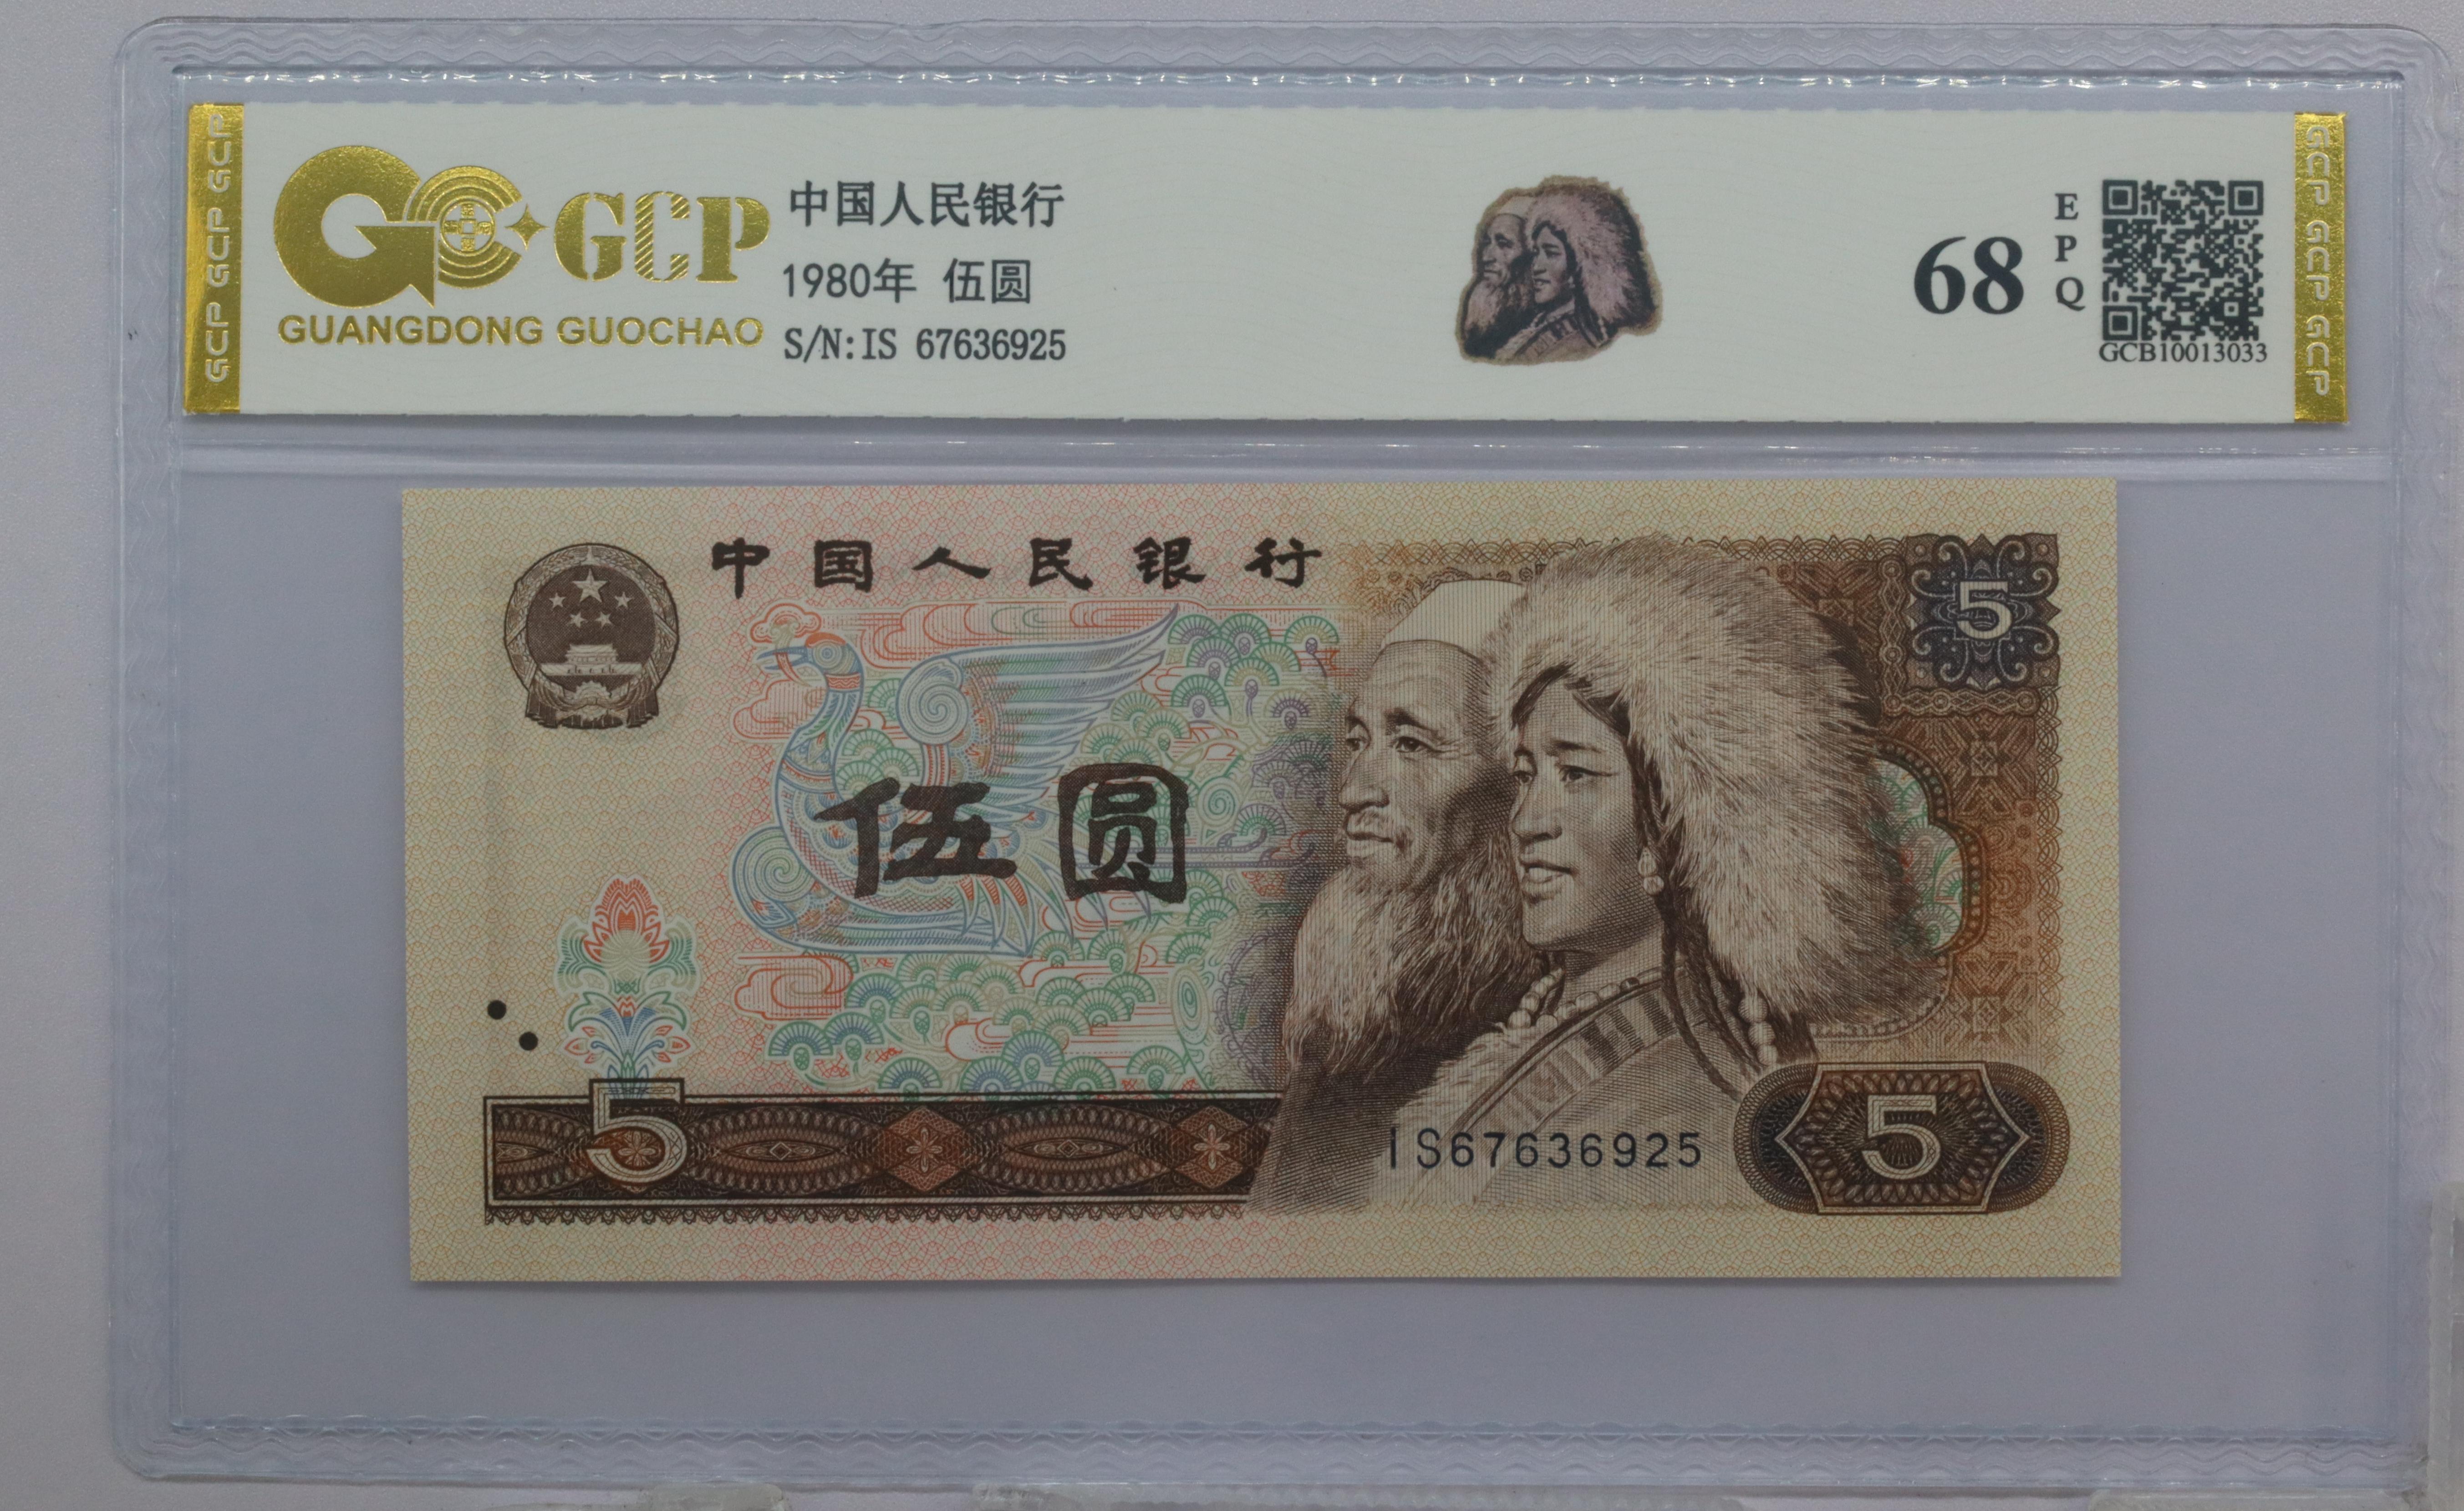 GCP GCP GCP
GCP
GUANGDONG GUOCHAO
中国人民银行
1980年 伍圆
S/N:IS 67636925
68
EPQ
GCB10013033
GCP GCP GCP
中国人民银行
5
伍圆
5
IS67636925
5